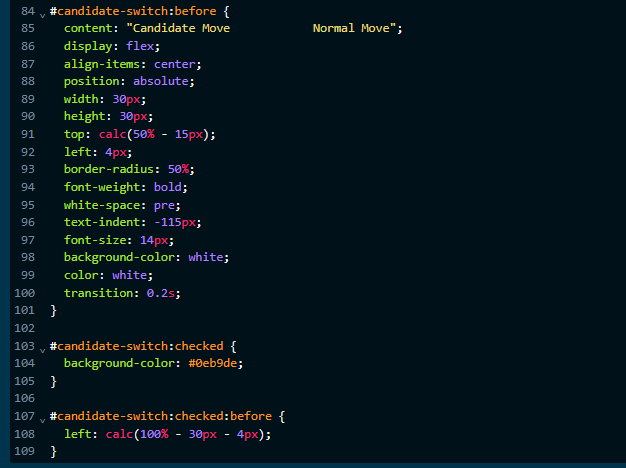 84 #candidate-switch:before {
85   content: "Candidate Move            Normal Move";
86   display: flex;
87   align-items: center;
88   position: absolute;
89   width: 30px;
90   height: 30px;
91   top: calc(50% - 15px);
92   left: 4px;
93   border-radius: 50%;
94   font-weight: bold;
95   white-space: pre;
96   text-indent: -115px;
97   font-size: 14px;
98   background-color: white;
99   color: white;
100   transition: 0.2s;
101 }
102
103 #candidate-switch:checked {
104   background-color: #0eb9de;
105 }
106
107 #candidate-switch:checked:before {
108   left: calc(100% - 30px - 4px);
109 }